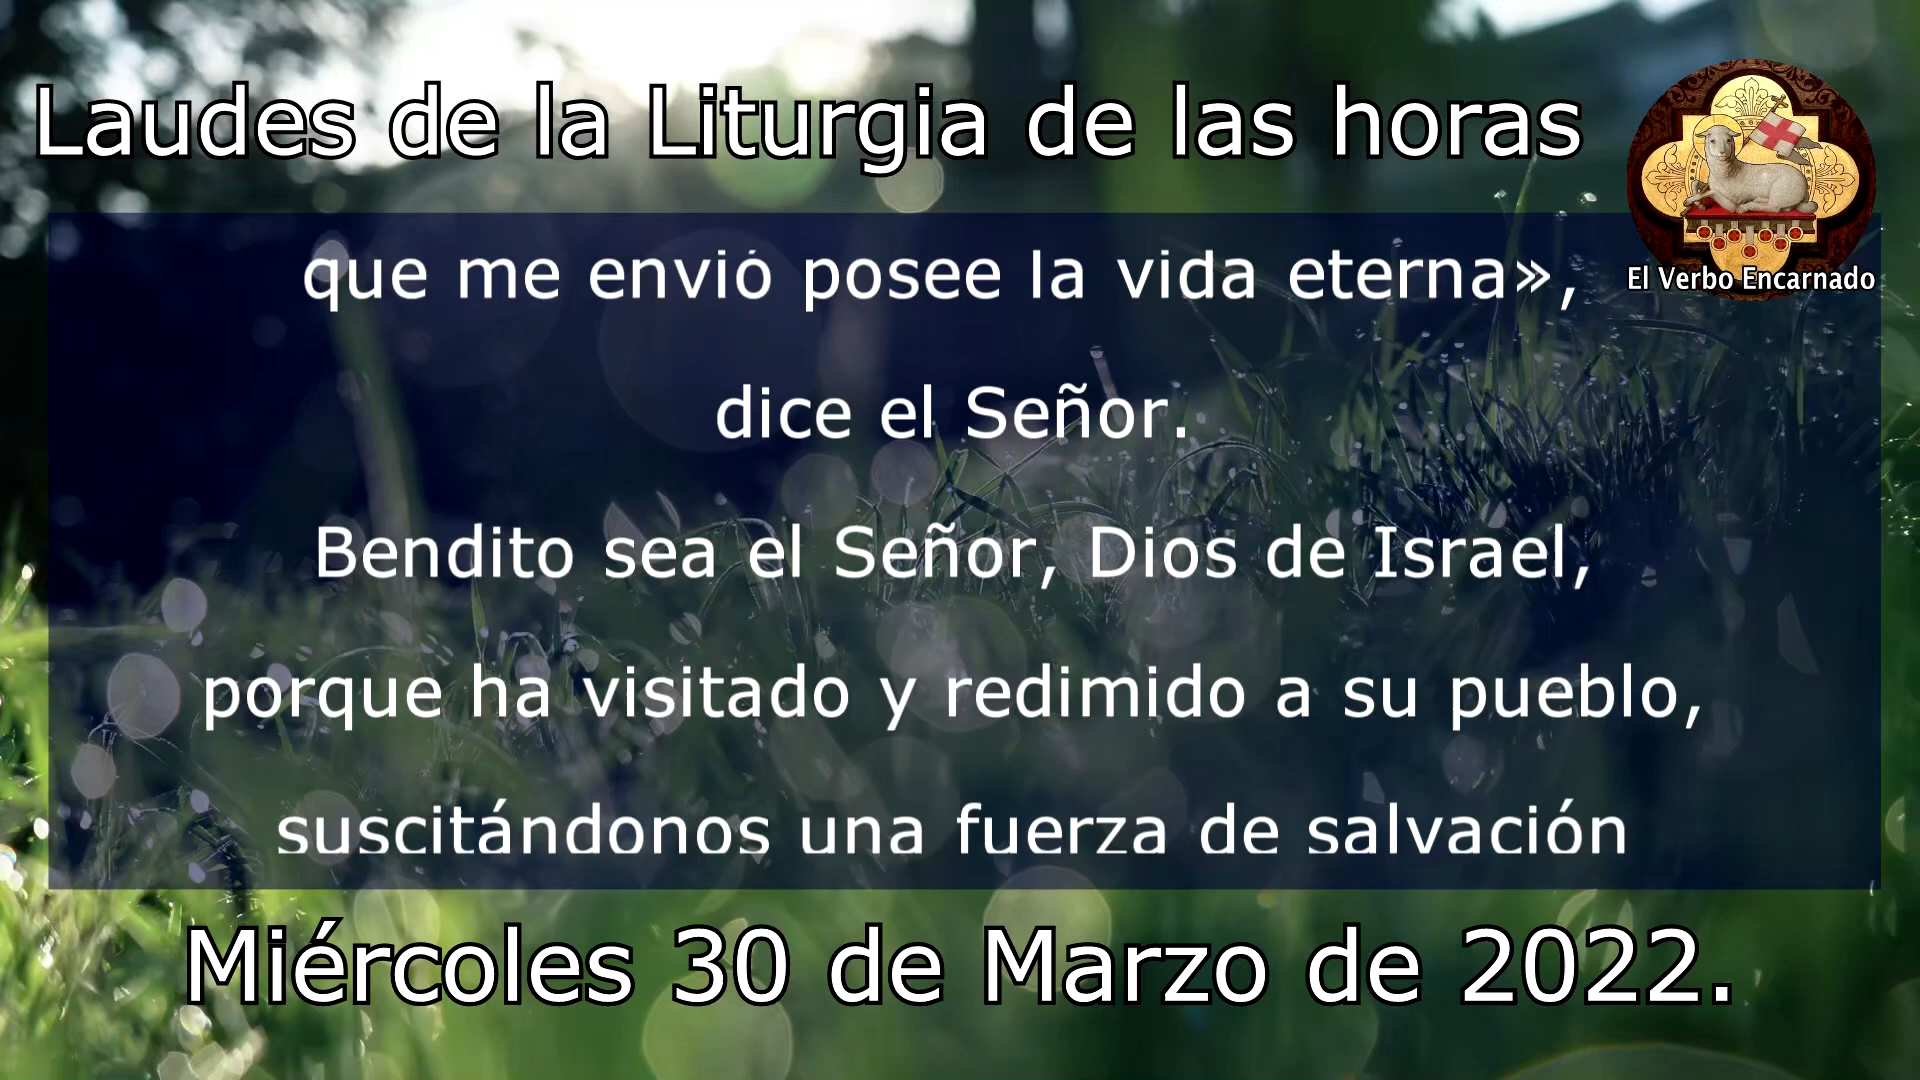 Laudes de la Liturgia de las horas
El Verbo Encarnado
que me envió posee la vida eterna»,
dice el Señor.
Bendito sea el Señor, Dios de Israel,
porque ha visitado y redimido a su pueblo,
suscitándonos una fuerza de salvación
Miércoles 30 de Marzo de 2022.